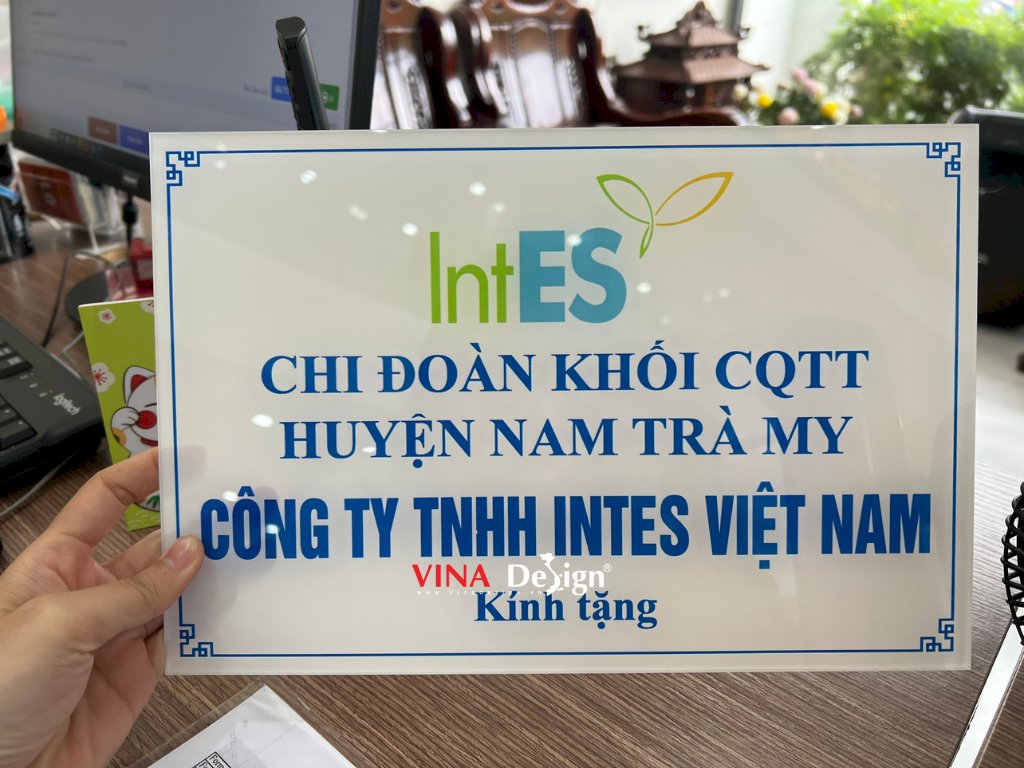 IntES
CHI ĐOÀN KHỐI CQTT
HUYỆN NAM TRÀ MY
CÔNG TY TNHH INTES VIỆT NAM
VINA Design®
Kính tặng
logitech